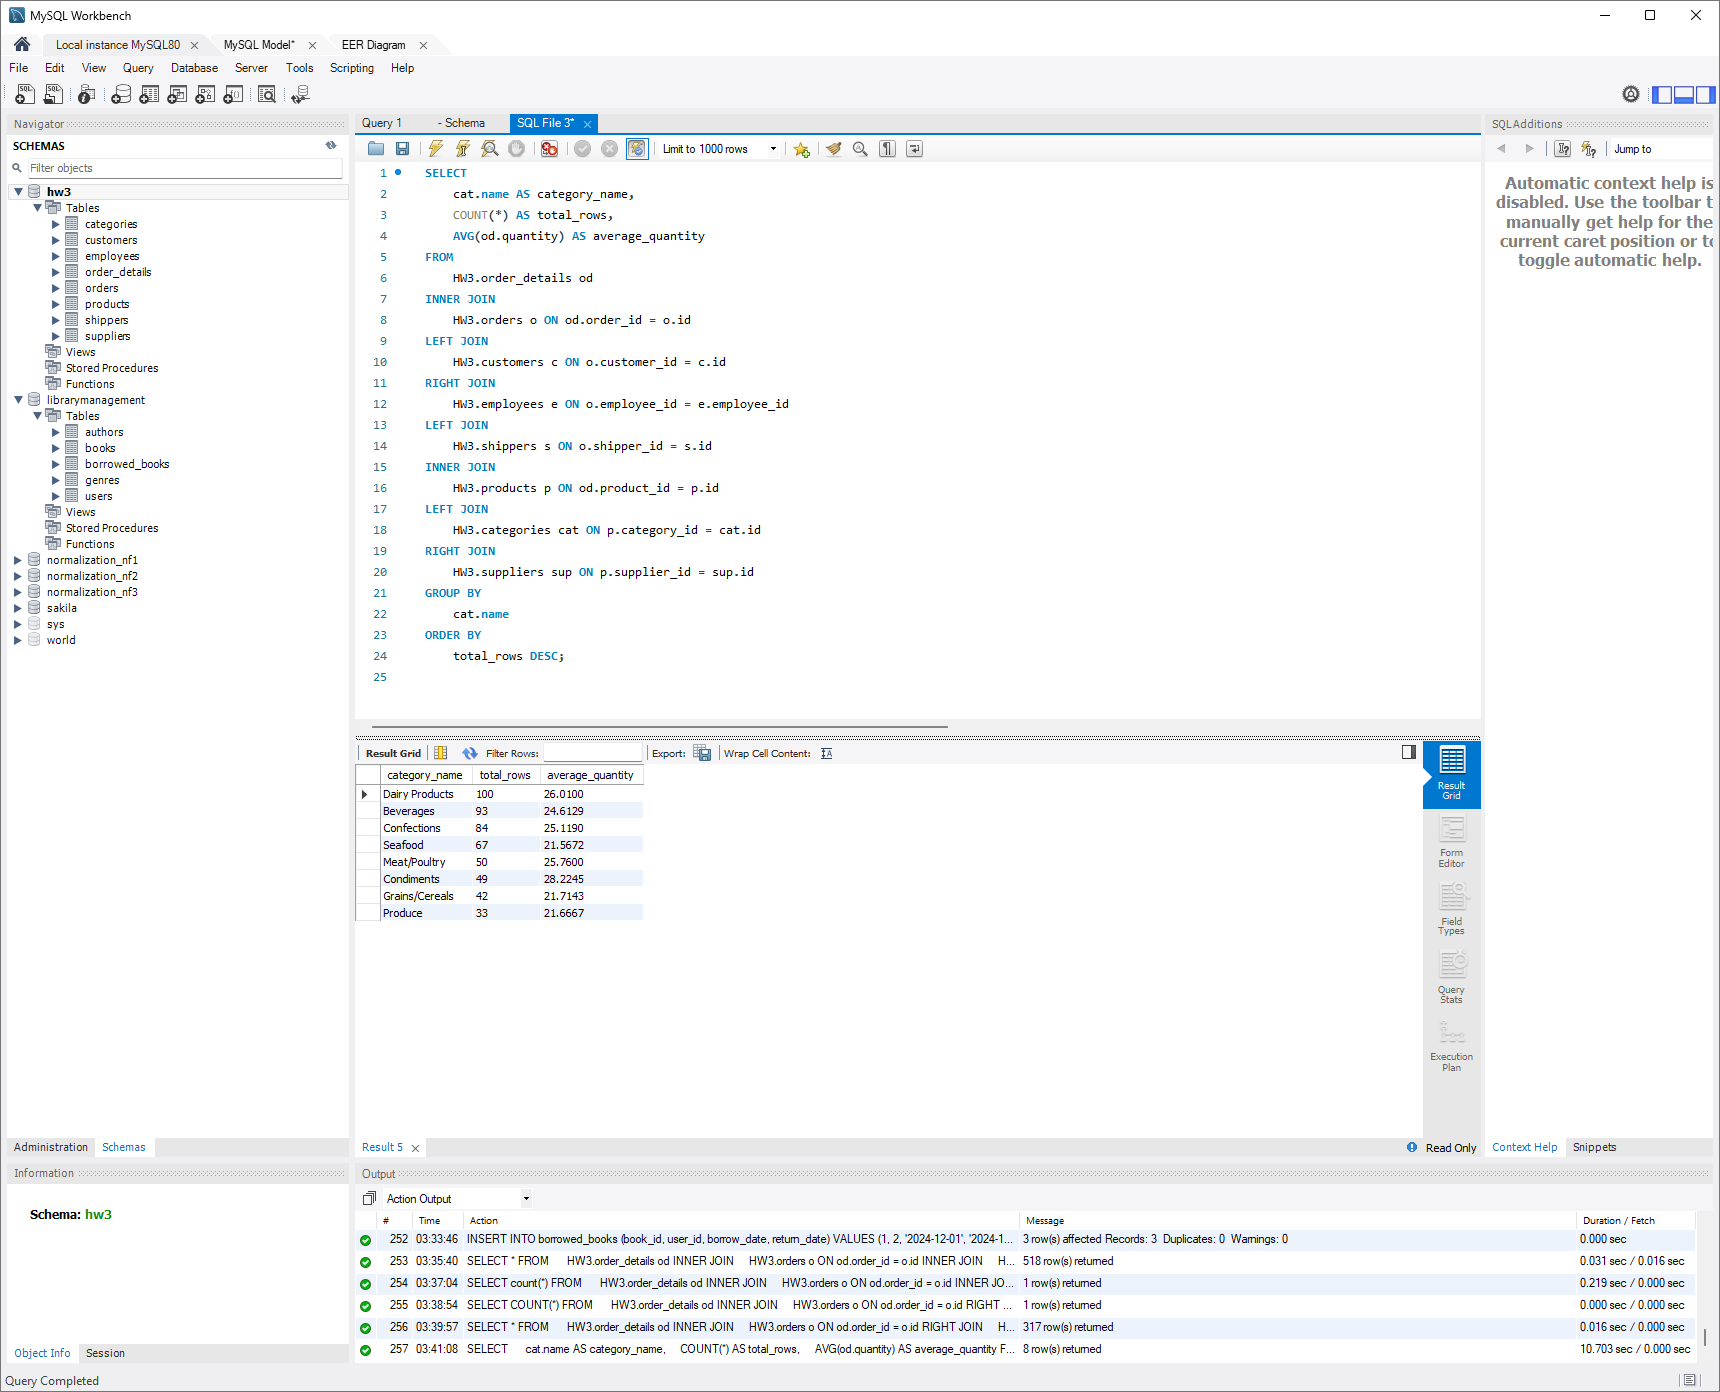 MySQL Workbench
Local instance MySQL80
MySQL Model*
EER Diagram
File Edit View Query Database Server Tools Scripting Help
Navigator
SCHEMAS
Filter objects
hw3
Tables
categories
customers
employees
order_details
orders
products
shippers
suppliers
Views
Stored Procedures
Functions
librarymanagement
Tables
authors
books
borrowed_books
genres
users
Views
Stored Procedures
Functions
normalization_nf1
normalization_nf2
normalization_nf3
sakila
sys
world
Administration Schemas
Information
Schema: hw3
Object Info Session
Query Completed
Query 1 - Schema SQL File 3*
Limit to 1000 rows
1 SELECT
2 cat.name AS category_name,
3 COUNT(*) AS total_rows,
4 AVG(od.quantity) AS average_quantity
5 FROM
6 HW3.order_details od
7 INNER JOIN
8 HW3.orders o ON od.order_id = o.id
9 LEFT JOIN
10 HW3.customers c ON o.customer_id = c.id
11 RIGHT JOIN
12 HW3.employees e ON o.employee_id = e.employee_id
13 LEFT JOIN
14 HW3.shippers s ON o.shipper_id = s.id
15 INNER JOIN
16 HW3.products p ON od.product_id = p.id
17 LEFT JOIN
18 HW3.categories cat ON p.category_id = cat.id
19 RIGHT JOIN
20 HW3.suppliers sup ON p.supplier_id = sup.id
21 GROUP BY
22 cat.name
23 ORDER BY
24 total_rows DESC;
25
Result Grid Filter Rows: Export: Wrap Cell Content:
category_name total_rows average_quantity
Dairy Products 100 26.0100
Beverages 93 24.6129
Confections 84 25.1190
Seafood 67 21.5672
Meat/Poultry 50 25.7600
Condiments 49 28.2245
Grains/Cereals 42 21.7143
Produce 33 21.6667
Result
Grid
Form
Editor
Field
Types
Query
Stats
Execution
Plan
Result 5
Read Only
SQLAdditions
Jump to
Automatic context help is
disabled. Use the toolbar t
manually get help for the
current caret position or to
toggle automatic help.
Context Help Snippets
Output
Action Output
# Time Action Message Duration / Fetch
252 03:33:46 INSERT INTO borrowed_books (book_id, user_id, borrow_date, return_date) VALUES (1, 2, '2024-12-01', '2024-1... 3 row(s) affected Records: 3 Duplicates: 0 Warnings: 0 0.000 sec
253 03:35:40 SELECT * FROM HW3.order_details od INNER JOIN HW3.orders o ON od.order_id = o.id INNER JOIN H... 518 row(s) returned 0.031 sec / 0.016 sec
254 03:37:04 SELECT count(*) FROM HW3.order_details od INNER JOIN HW3.orders o ON od.order_id = o.id INNER JO... 1 row(s) returned 0.219 sec / 0.000 sec
255 03:38:54 SELECT COUNT(*) FROM HW3.order_details od INNER JOIN HW3.orders o ON od.order_id = o.id RIGHT ... 1 row(s) returned 0.000 sec / 0.000 sec
256 03:39:57 SELECT * FROM HW3.order_details od INNER JOIN HW3.orders o ON od.order_id = o.id RIGHT JOIN H... 317 row(s) returned 0.016 sec / 0.000 sec
257 03:41:08 SELECT cat.name AS category_name, COUNT(*) AS total_rows, AVG(od.quantity) AS average_quantity F... 8 row(s) returned 10.703 sec / 0.000 sec